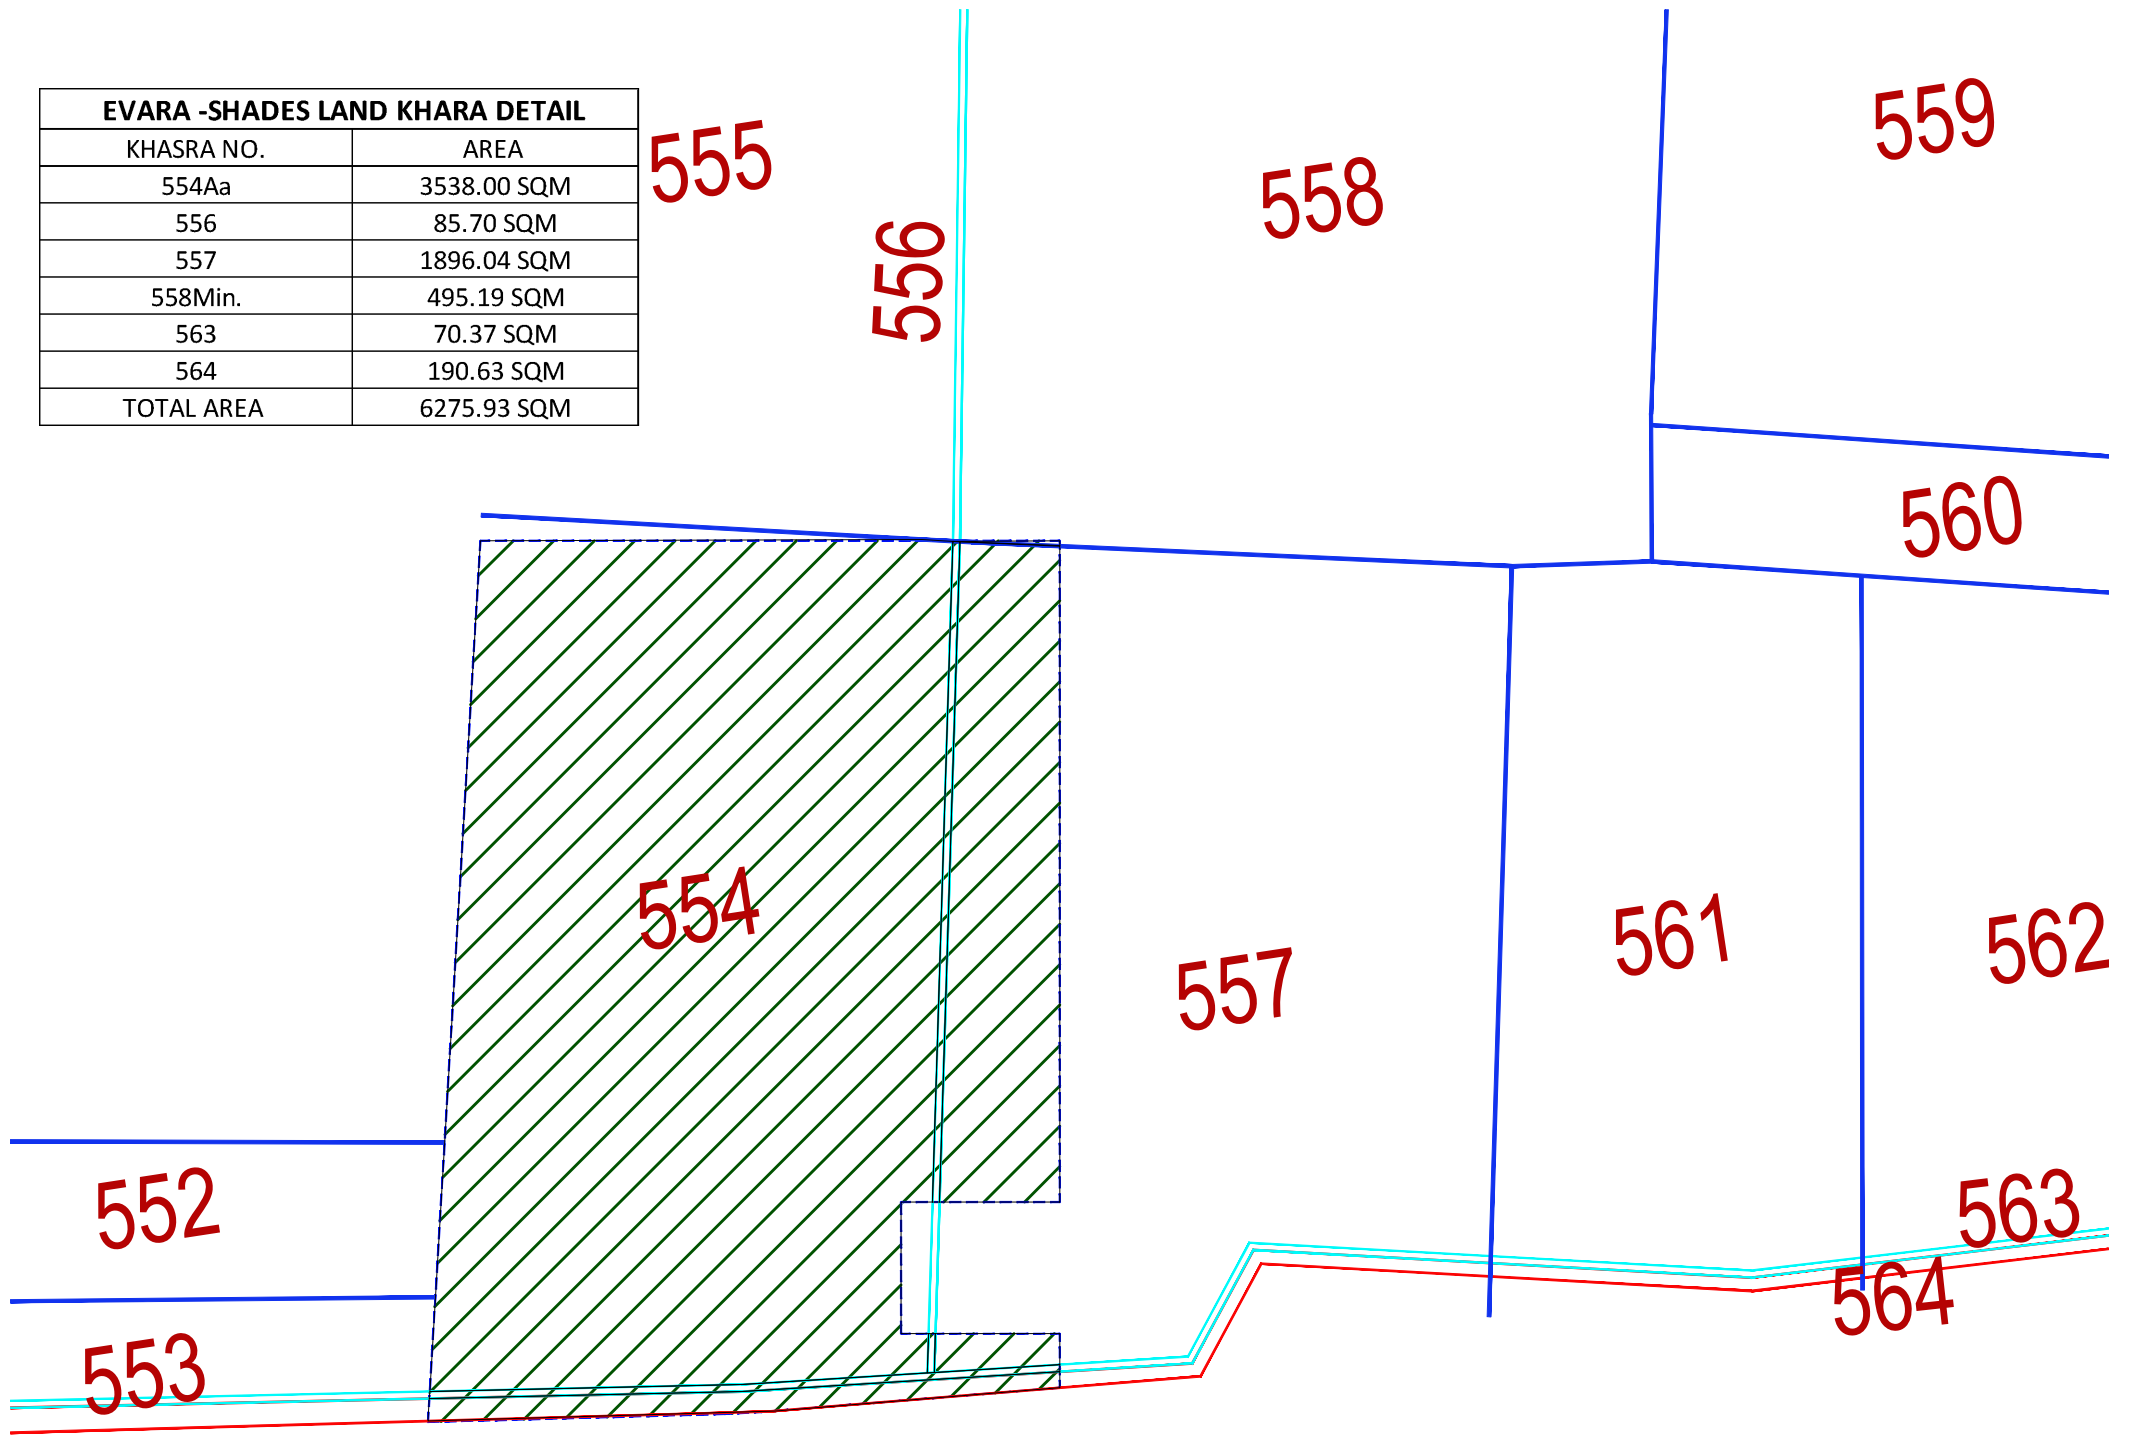 EVARA -SHADES LAND KHARA DETAIL
KHASRA NO. AREA
554Aa 3538.00 SQM
556 85.70 SQM
557 1896.04 SQM
558Min. 495.19 SQM
563 70.37 SQM
564 190.63 SQM
TOTAL AREA 6275.93 SQM
555
556
558
559
560
554
557
561
562
552
563
564
553